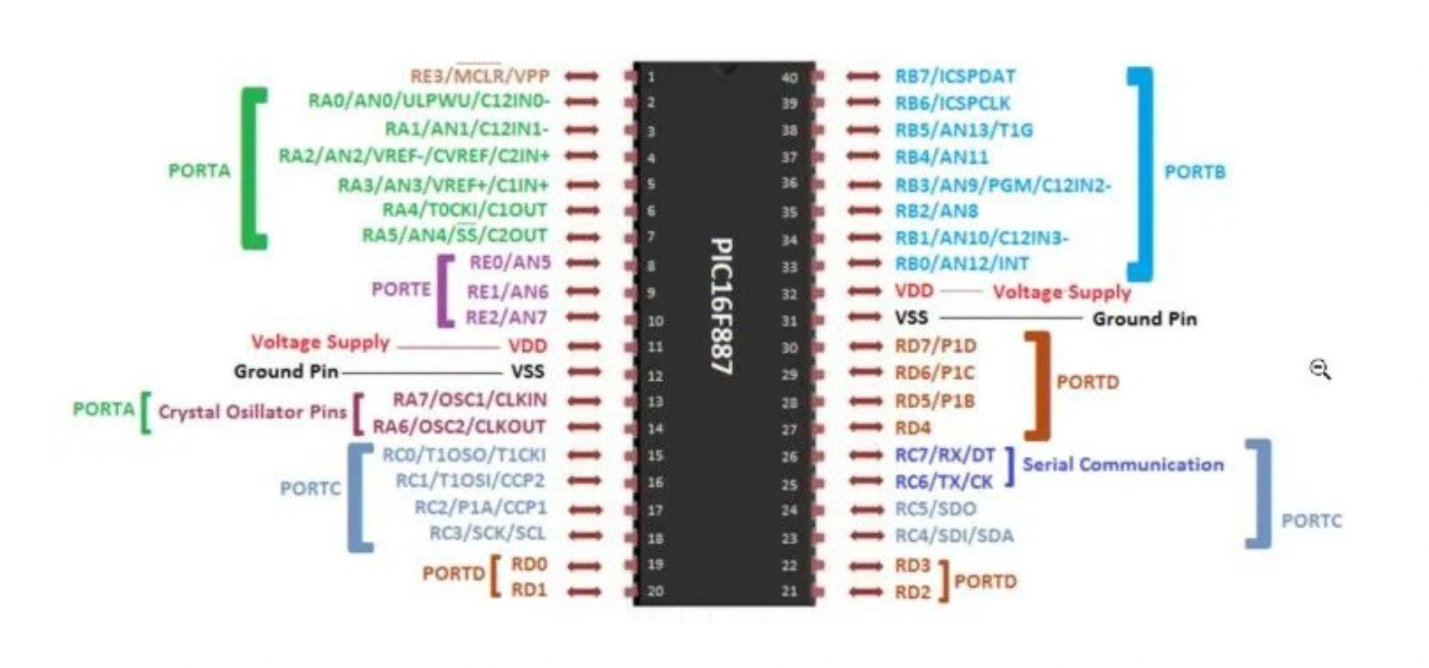 RE3/MCLR/VPP 1 40 RB7/ICSPDAT
RA0/AN0/ULPWU/C12IN0- 2 39 RB6/ICSPCLK
RA1/AN1/C12IN1- 3 38 RB5/AN13/T1G
RA2/AN2/VREF-/CVREF/C2IN+ 4 37 RB4/AN11
PORTA PORTB
RA3/AN3/VREF+/C1IN+ 5 36 RB3/AN9/PGM/C12IN2-
RA4/T0CKI/C1OUT 6 35 RB2/AN8
RA5/AN4/SS/C2OUT 7 34 RB1/AN10/C12IN3-
RE0/AN5 8 33 RB0/AN12/INT
PORTE RE1/AN6 9 32 VDD Voltage Supply
RE2/AN7 10 31 VSS Ground Pin
PIC16F887
Voltage Supply VDD 11 30 RD7/P1D
Ground Pin VSS 12 29 RD6/P1C
PORTD
PORTA Crystal Osillator Pins RA7/OSC1/CLKIN 13 28 RD5/P1B
RA6/OSC2/CLKOUT 14 27 RD4
RC0/T1OSO/T1CKI 15 26 RC7/RX/DT Serial Communication
RC1/T1OSI/CCP2 16 25 RC6/TX/CK
PORTC
RC2/P1A/CCP1 17 24 RC5/SDO
PORTC
RC3/SCK/SCL 18 23 RC4/SDI/SDA
PORTD RD0 19 22 RD3 PORTD
RD1 20 21 RD2